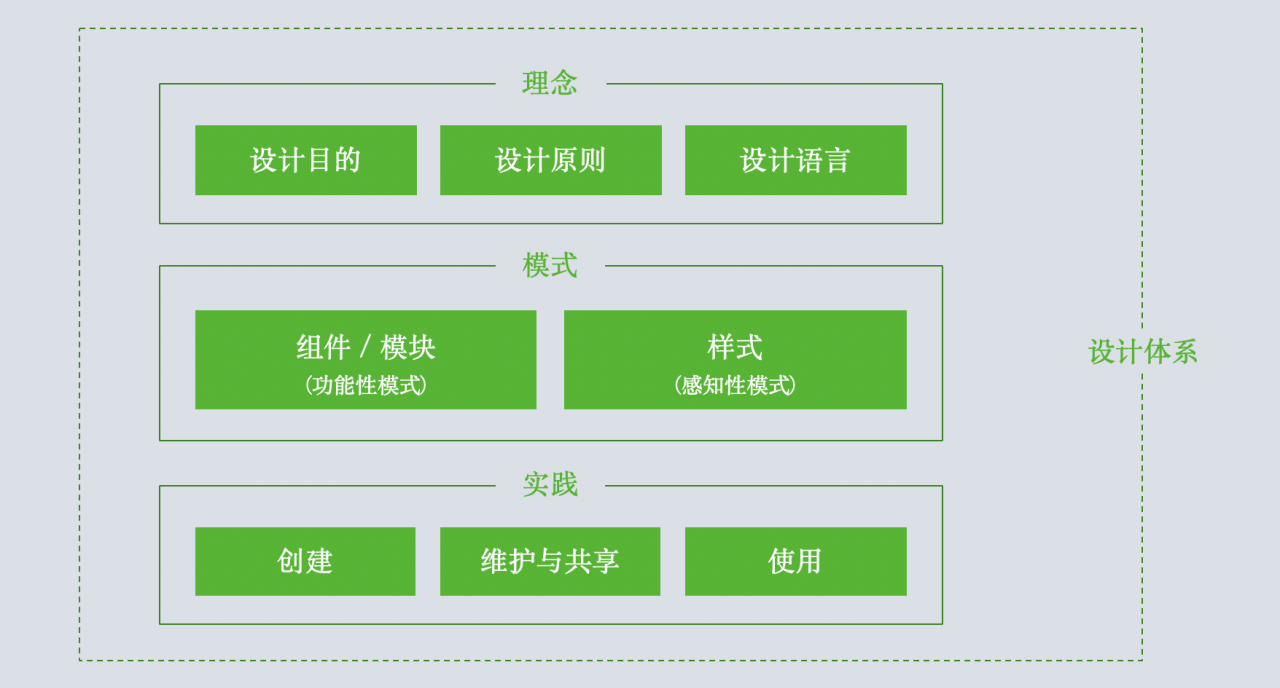 理念
设计目的
设计原则
设计语言
模式
组件 / 模块
(功能性模式)
样式
(感知性模式)
设计体系
实践
创建
维护与共享
使用